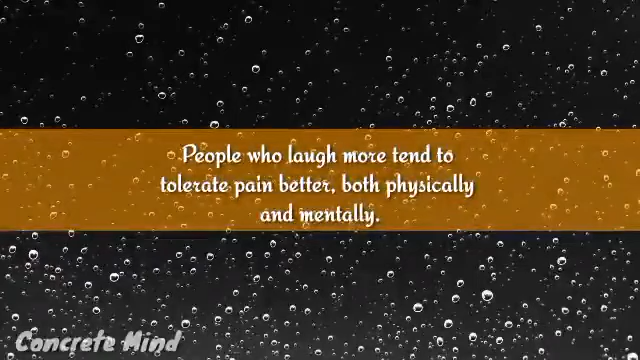 People who laugh more tend to
tolerate pain better, both physically
and mentally.
Concrete Mind